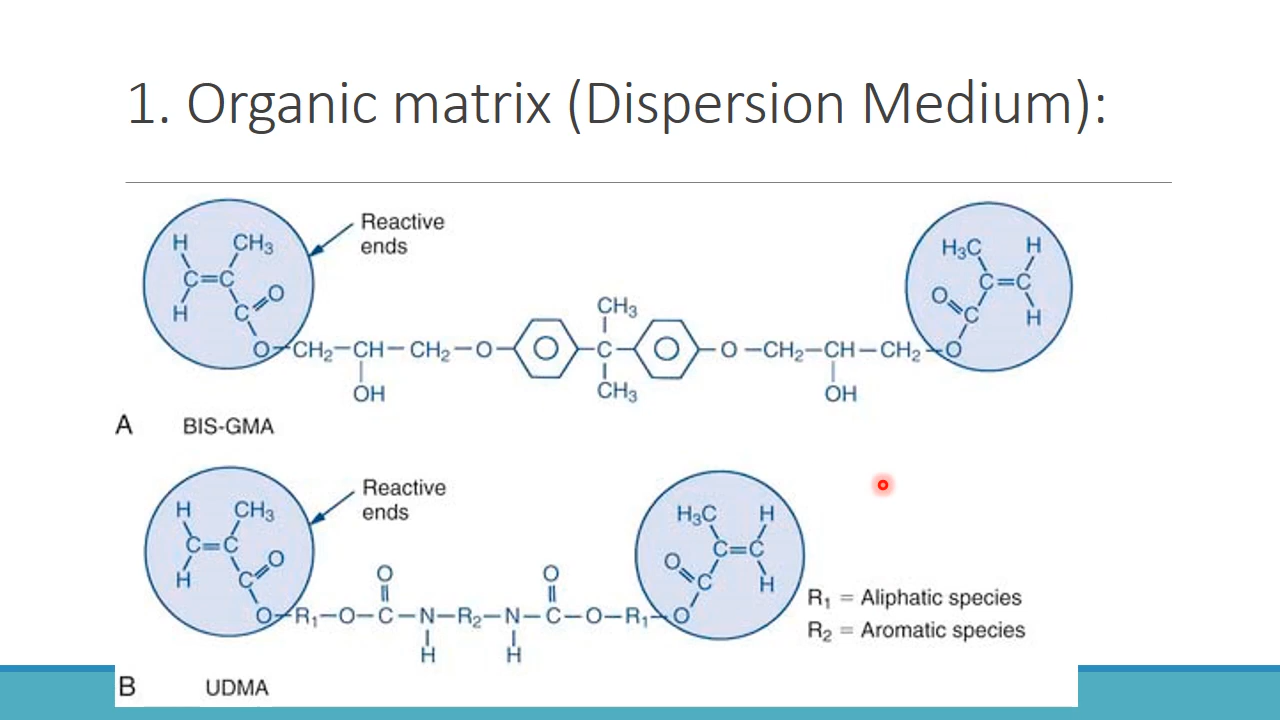 1. Organic matrix (Dispersion Medium):
Reactive
ends
H CH₃
C=C
H C O
O–CH₂–CH–CH₂–O
OH
CH₃
C
CH₃
O–CH₂–CH–CH₂–O
OH
H₃C H
C=C
O C H
A BIS-GMA
Reactive
ends
H CH₃
C=C
H C O
O O
O–R₁–O–C–N–R₂–N–C–O–R₁–O
H H
H₃C H
C=C
O C H
R₁ = Aliphatic species
R₂ = Aromatic species
B UDMA